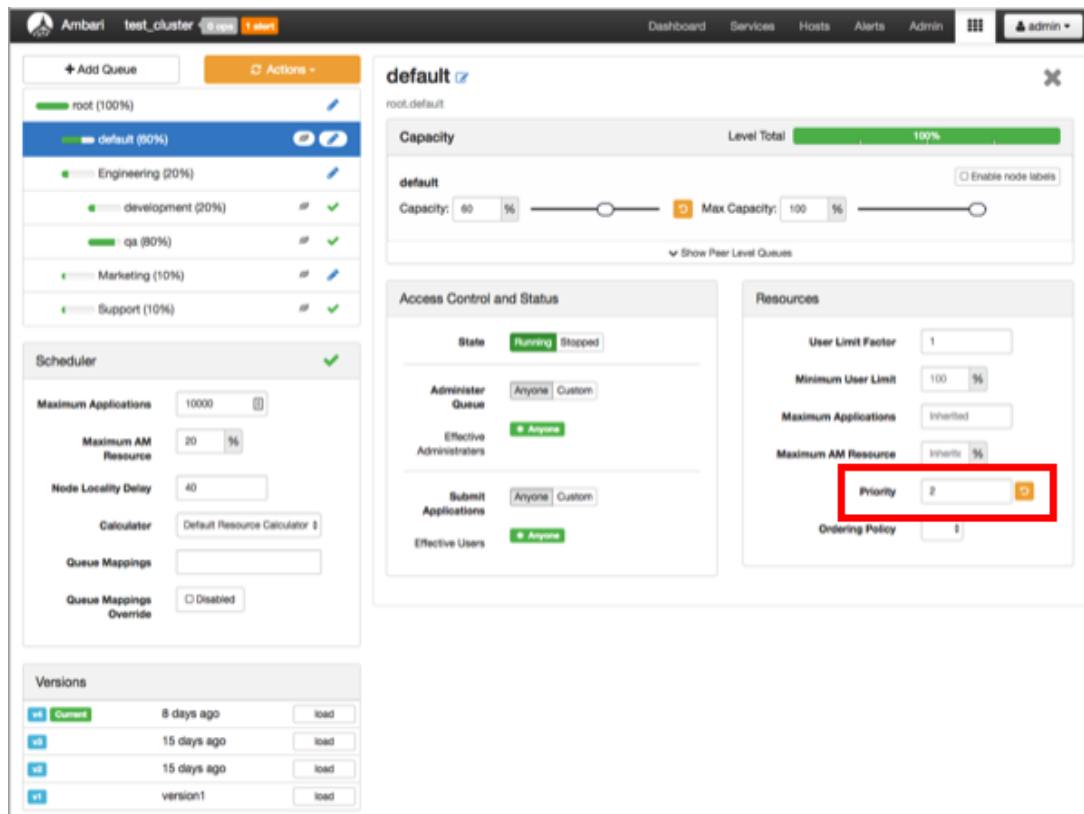 Ambari test_cluster 0 ops 1 alert Dashboard Services Hosts Alerts Admin admin
Add Queue Actions
root (100%)
default (60%)
Engineering (20%)
development (20%)
qa (80%)
Marketing (10%)
Support (10%)
Scheduler
Maximum Applications 10000
Maximum AM Resource 20 %
Node Locality Delay 40
Calculator Default Resource Calculator
Queue Mappings
Queue Mappings Override Disabled
Versions
v4 Current 8 days ago load
v3 15 days ago load
v2 15 days ago load
v1 version1 load
default
root.default
Capacity Level Total 100%
default Enable node labels
Capacity: 60 % Max Capacity: 100 %
Show Peer Level Queues
Access Control and Status
State Running Stopped
Administer Queue Anyone Custom
Effective Administraters Anyone
Submit Applications Anyone Custom
Effective Users Anyone
Resources
User Limit Factor 1
Minimum User Limit 100 %
Maximum Applications Inherited
Maximum AM Resource Inherite %
Priority 2
Ordering Policy